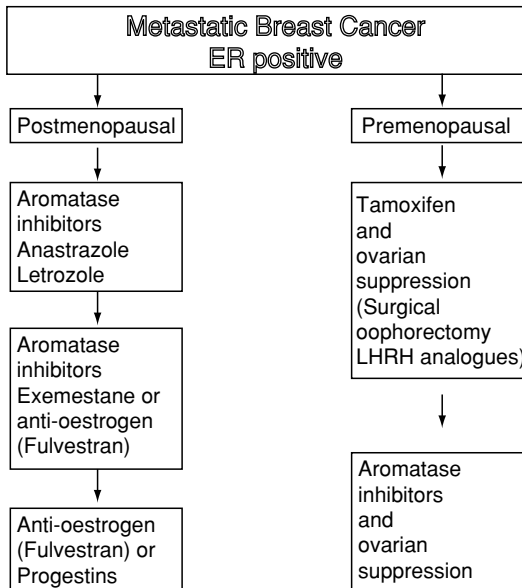 Metastatic Breast Cancer
ER positive
Postmenopausal
Aromatase
inhibitors
Anastrazole
Letrozole
Aromatase
inhibitors
Exemestane or
anti-oestrogen
(Fulvestran)
Anti-oestrogen
(Fulvestran) or
Progestins
Premenopausal
Tamoxifen
and
ovarian
suppression
(Surgical
oophorectomy
LHRH analogues)
Aromatase
inhibitors
and
ovarian
suppression